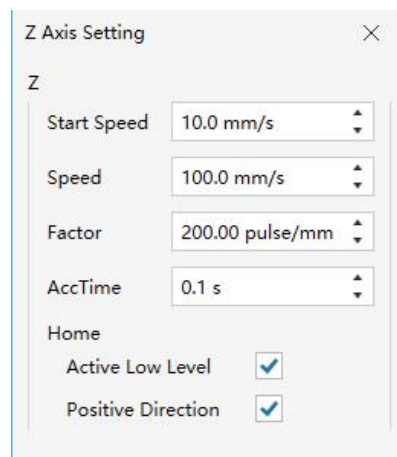 Z Axis Setting
Z
Start Speed 10.0 mm/s
Speed 100.0 mm/s
Factor 200.00 pulse/mm
AccTime 0.1 s
Home
Active Low Level
Positive Direction